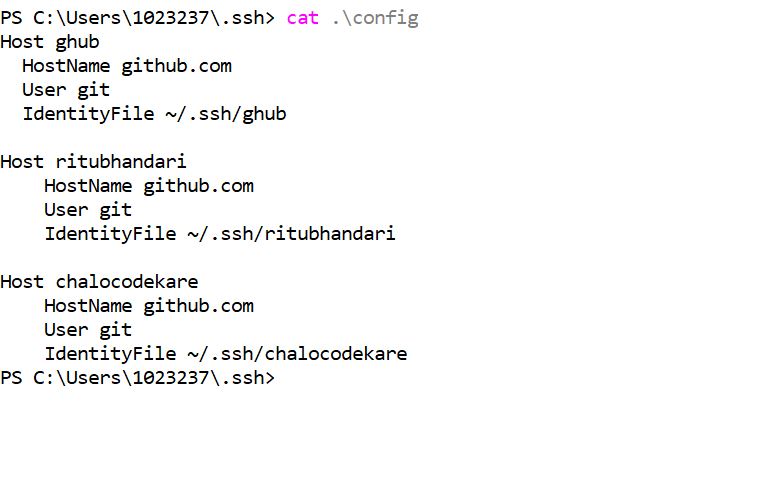 PS C:\Users\1023237\.ssh> cat .\config
Host ghub
  HostName github.com
  User git
  IdentityFile ~/.ssh/ghub

Host ritubhandari
    HostName github.com
    User git
    IdentityFile ~/.ssh/ritubhandari

Host chalocodekare
    HostName github.com
    User git
    IdentityFile ~/.ssh/chalocodekare
PS C:\Users\1023237\.ssh>